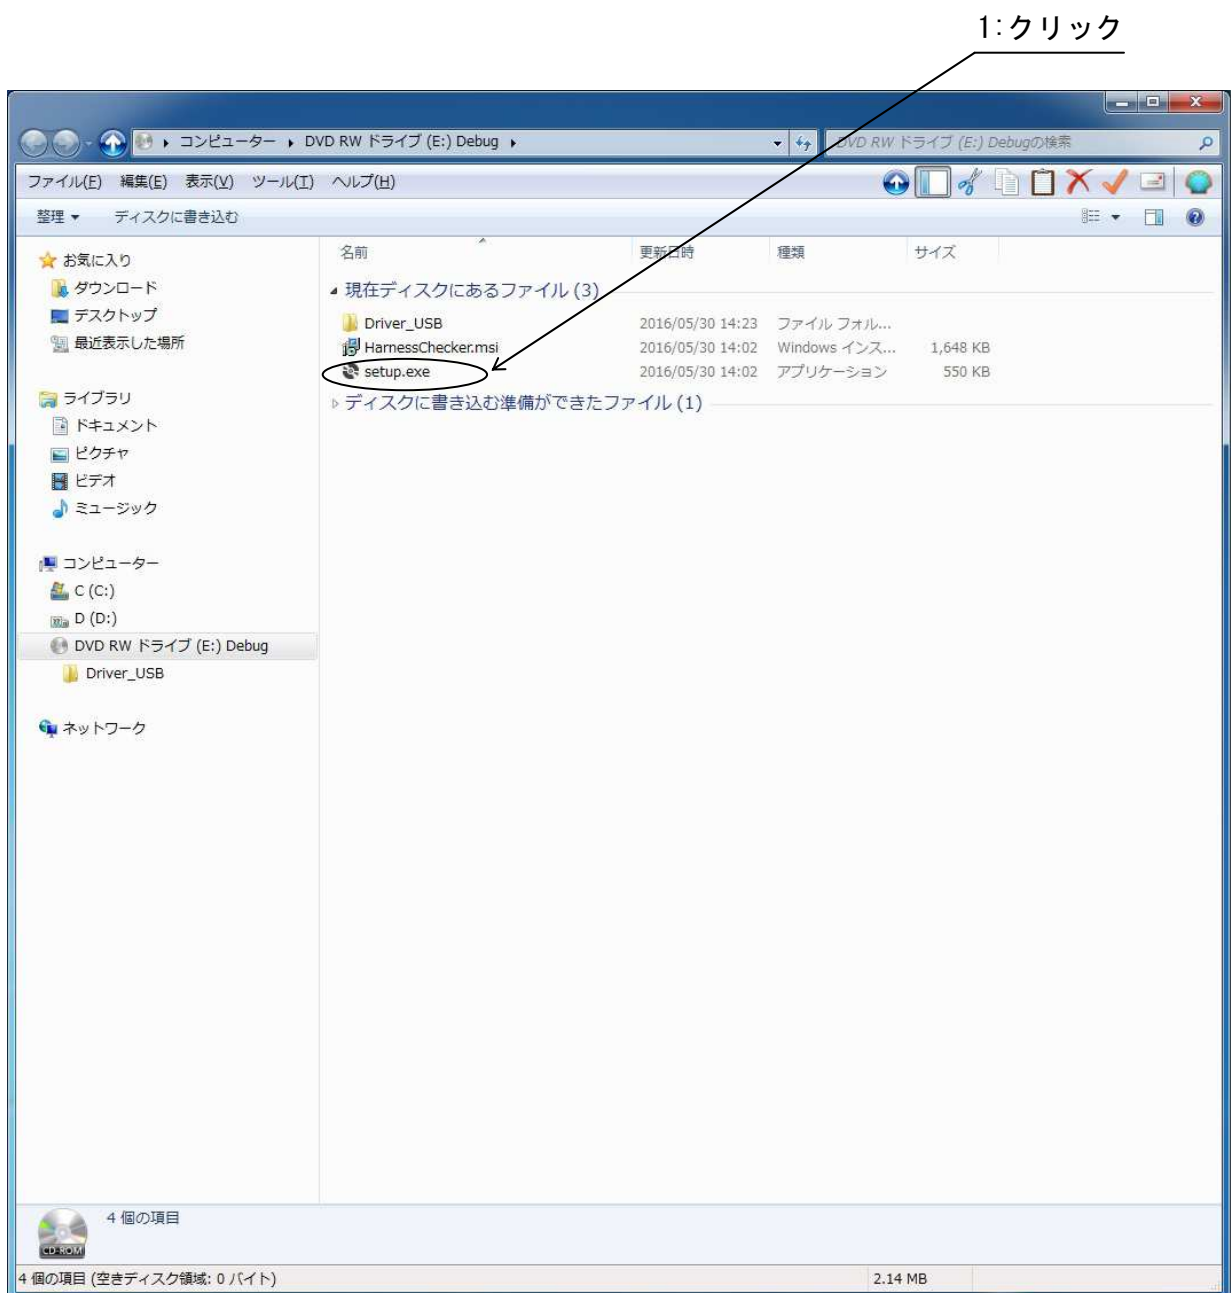 1:クリック
コンピューター ▸ DVD RW ドライブ (E:) Debug ▸
DVD RW ドライブ (E:) Debugの検索
ファイル(F) 編集(E) 表示(V) ツール(T) ヘルプ(H)
整理 ▼ ディスクに書き込む
お気に入り
ダウンロード
デスクトップ
最近表示した場所
ライブラリ
ドキュメント
ピクチャ
ビデオ
ミュージック
コンピューター
C (C:)
D (D:)
DVD RW ドライブ (E:) Debug
Driver_USB
ネットワーク
名前 更新日時 種類 サイズ
現在ディスクにあるファイル (3)
Driver_USB 2016/05/30 14:23 ファイル フォル...
HarnessChecker.msi 2016/05/30 14:02 Windows インス... 1,648 KB
setup.exe 2016/05/30 14:02 アプリケーション 550 KB
ディスクに書き込む準備ができたファイル (1)
4 個の項目
CD-ROM
4 個の項目 (空きディスク領域: 0 バイト) 2.14 MB